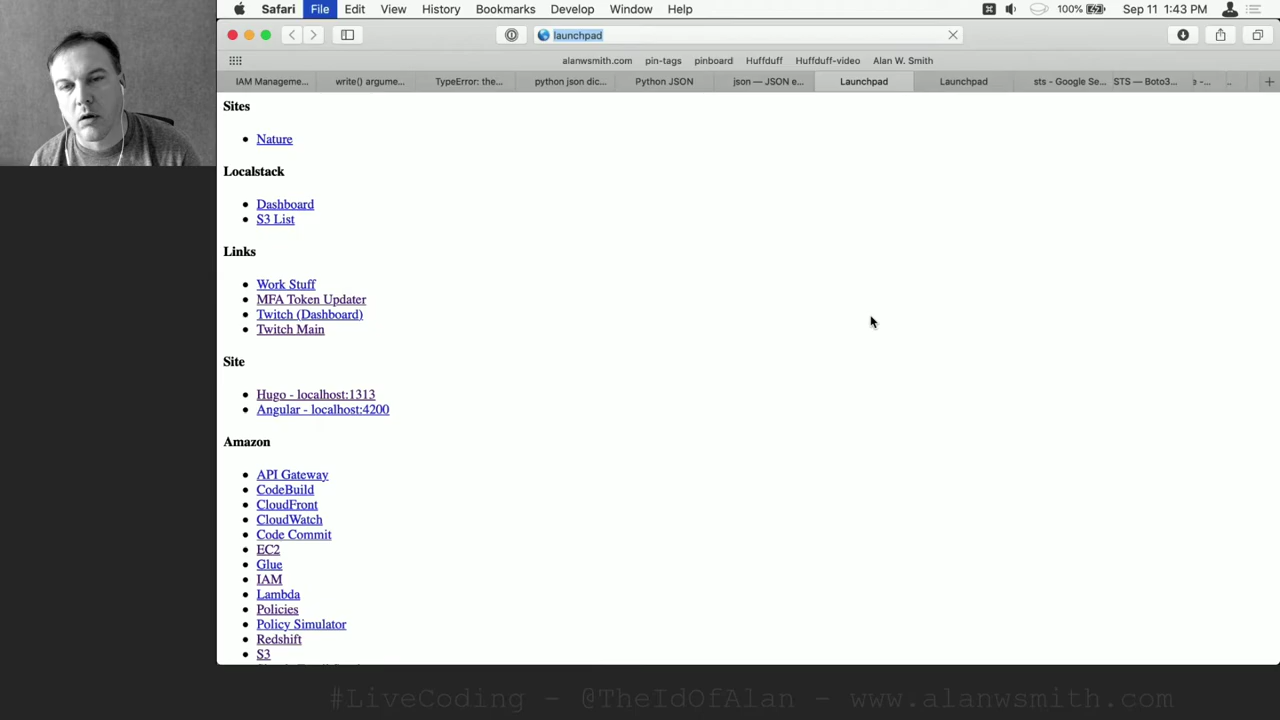 Safari File Edit View History Bookmarks Develop Window Help 100% Sep 11 1:43 PM
launchpad
alanwsmith.com pin-tags pinboard Huffduff Huffduff-video Alan W. Smith
IAM Manageme... write() argume... TypeError: the... python json dic... Python JSON json — JSON e... Launchpad Launchpad sts - Google Se... STS — Boto3 e -...
Sites
Nature
Localstack
Dashboard
S3 List
Links
Work Stuff
MFA Token Updater
Twitch (Dashboard)
Twitch Main
Site
Hugo - localhost:1313
Angular - localhost:4200
Amazon
API Gateway
CodeBuild
CloudFront
CloudWatch
Code Commit
EC2
Glue
IAM
Lambda
Policies
Policy Simulator
Redshift
S3
#LiveCoding - @TheIdOfAlan - www.alanwsmith.com